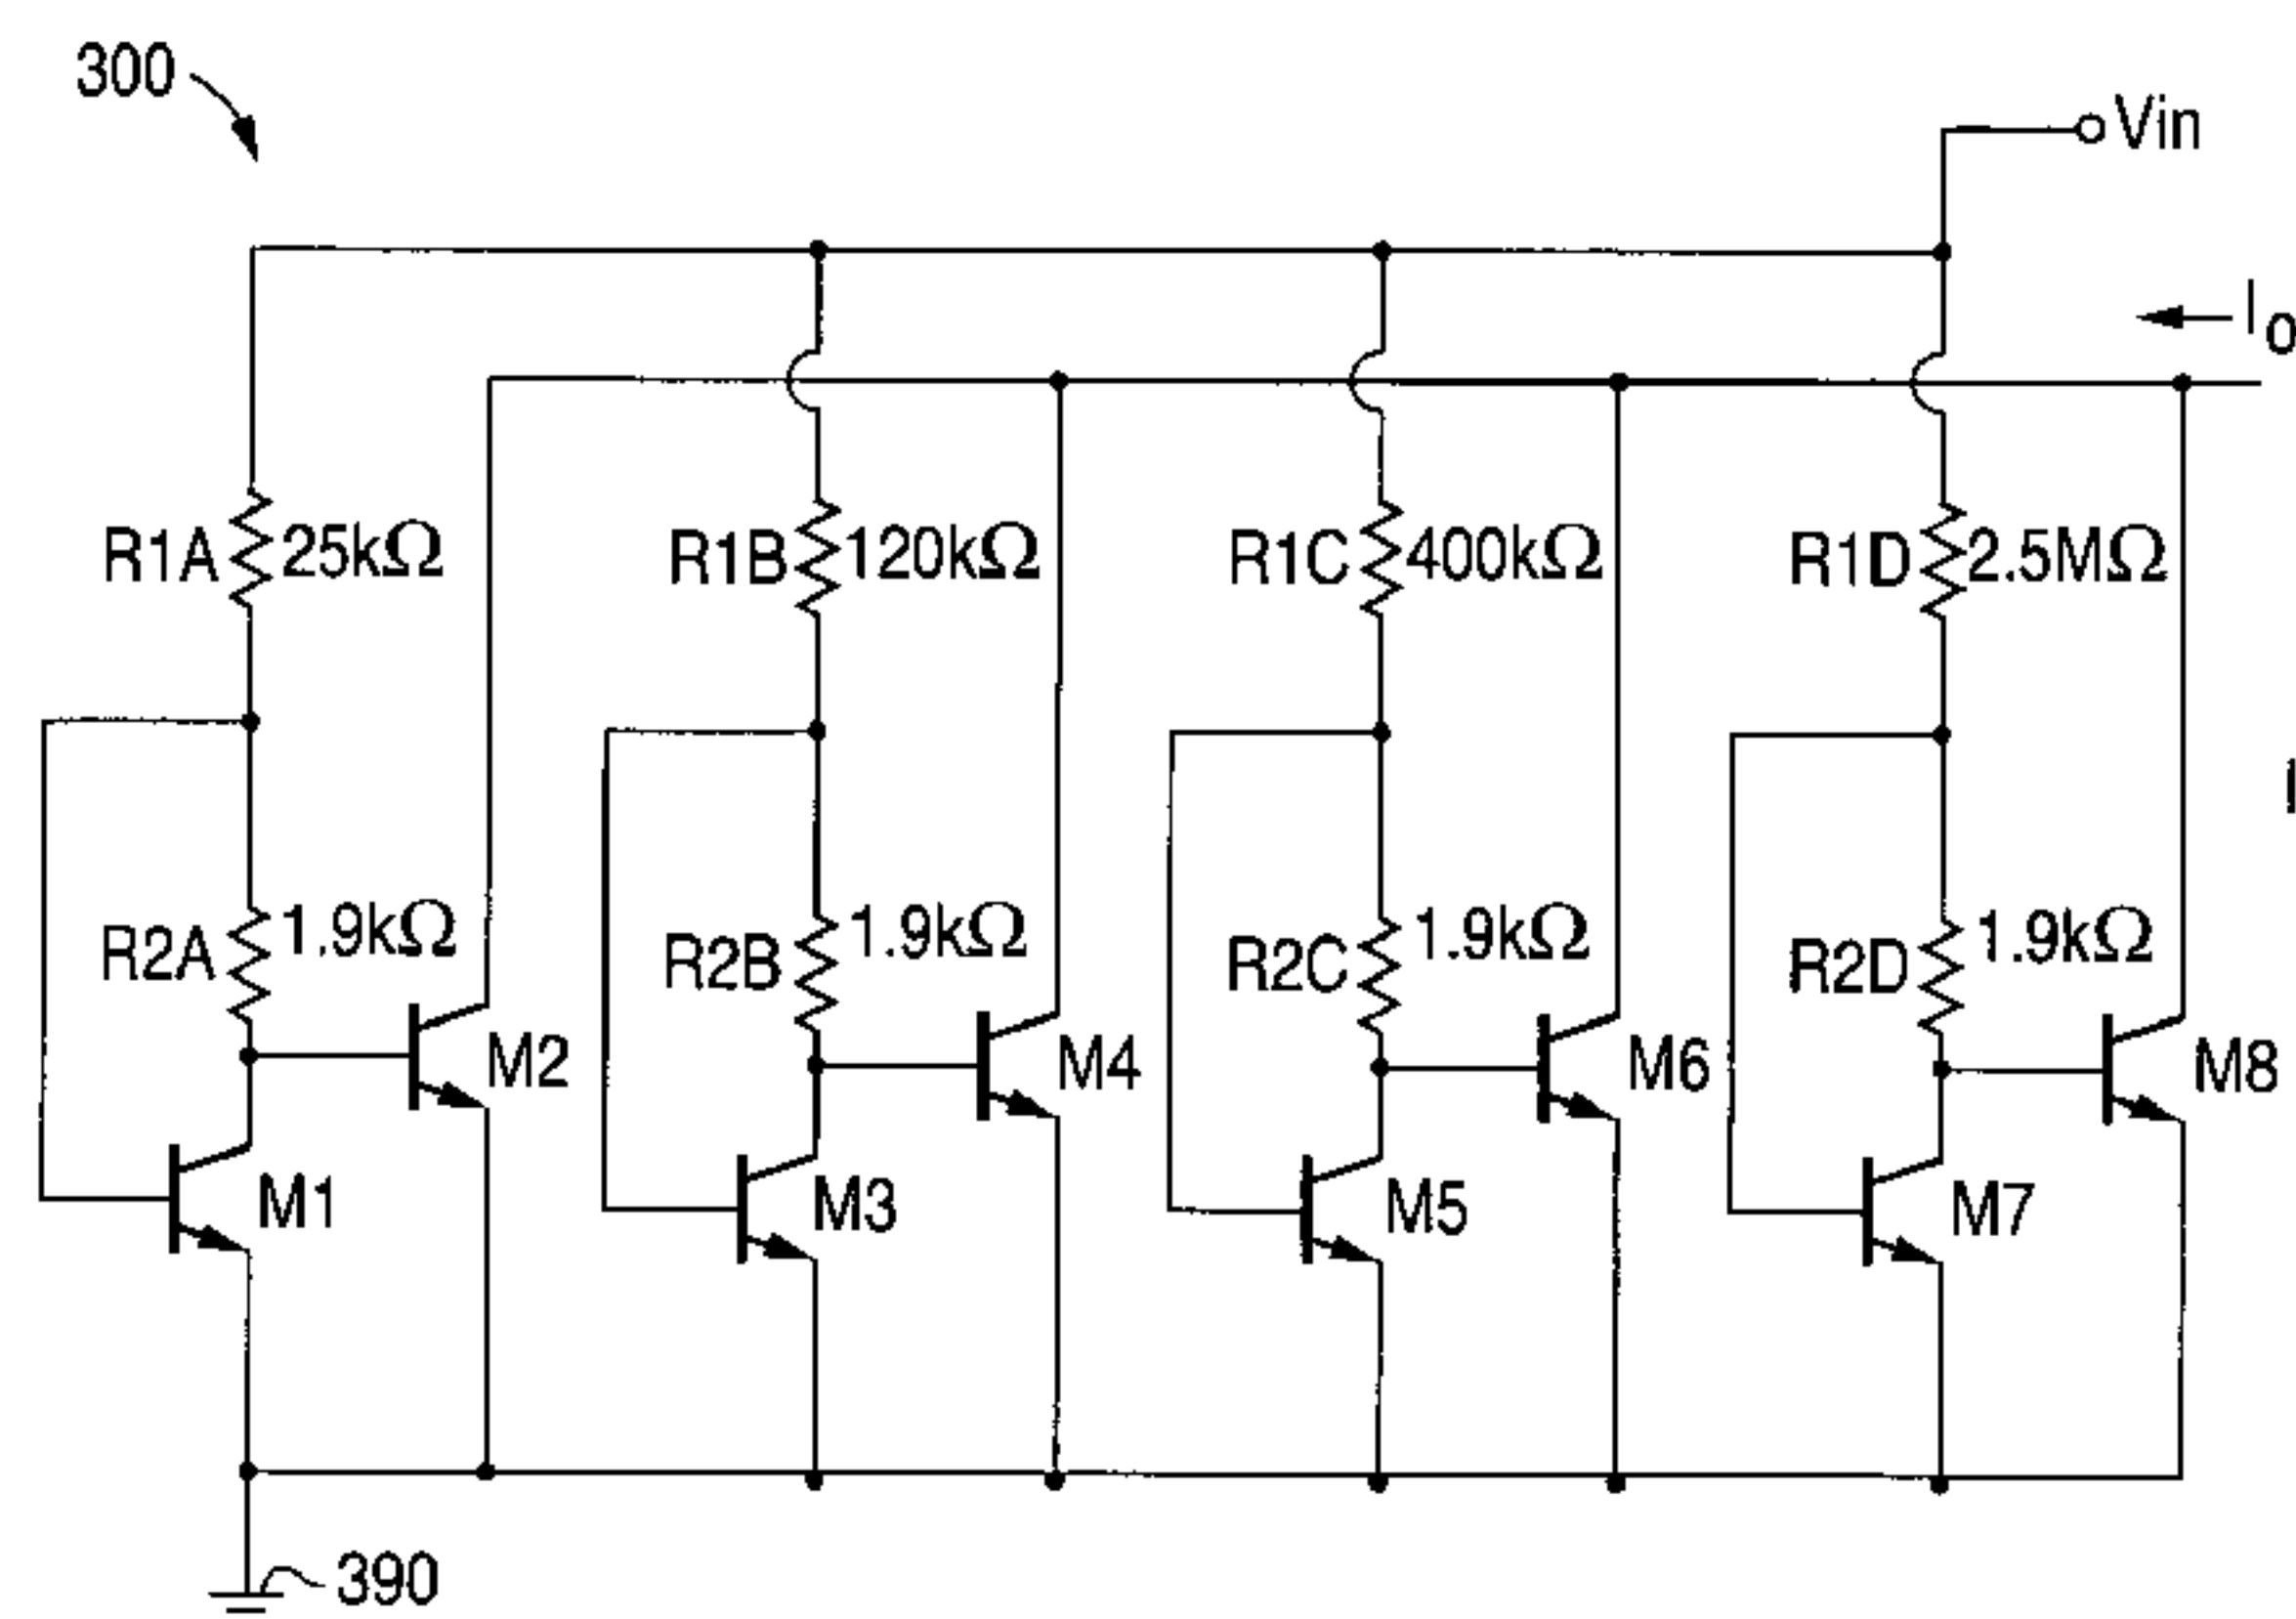 300
Vin
Io
R1A 25kΩ R1B 120kΩ R1C 400kΩ R1D 2.5MΩ
R2A 1.9kΩ R2B 1.9kΩ R2C 1.9kΩ R2D 1.9kΩ
M2 M4 M6 M8
M1 M3 M5 M7
390